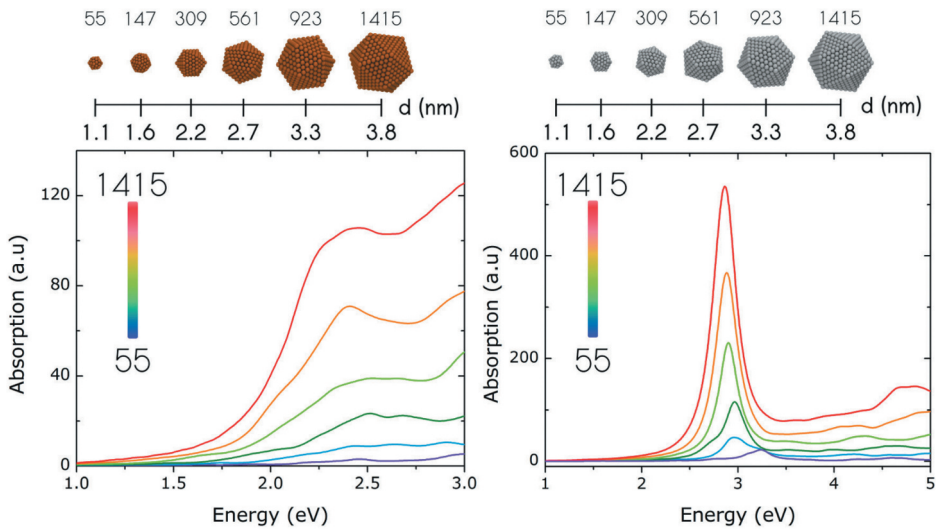 55 147 309 561 923 1415
d (nm)
1.1 1.6 2.2 2.7 3.3 3.8
120
80
40
0
Absorption (a.u)
1415
55
1.0 1.5 2.0 2.5 3.0
Energy (eV)
55 147 309 561 923 1415
d (nm)
1.1 1.6 2.2 2.7 3.3 3.8
600
400
200
0
Absorption (a.u)
1415
55
1 2 3 4 5
Energy (eV)